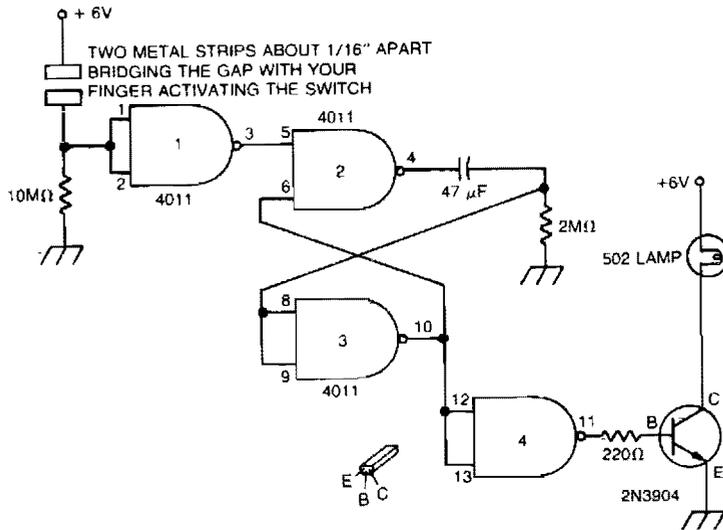 + 6V
TWO METAL STRIPS ABOUT 1/16" APART
BRIDGING THE GAP WITH YOUR
FINGER ACTIVATING THE SWITCH
1
2
1
3
4011
10MΩ
4011
5
6
2
4
47 µF
2MΩ
8
9
3
10
4011
12
13
4
11
220Ω
+6V
502 LAMP
B
C
E
2N3904
E
B
C